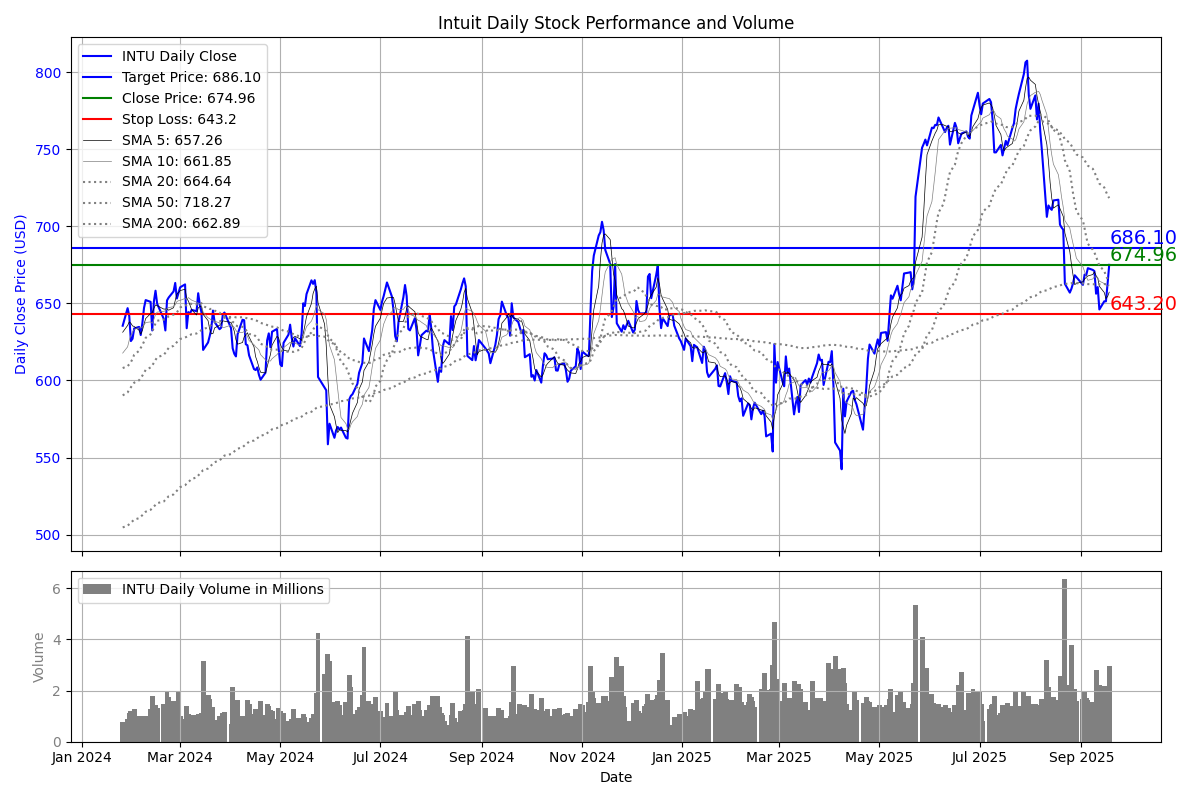 Intuit Daily Stock Performance and Volume
INTU Daily Close
Target Price: 686.10
Close Price: 674.96
Stop Loss: 643.2
SMA 5: 657.26
SMA 10: 661.85
SMA 20: 664.64
SMA 50: 718.27
SMA 200: 662.89
Daily Close Price (USD)
800
750
700
650
600
550
500
686.10
674.96
643.20
INTU Daily Volume in Millions
Volume
6
4
2
0
Jan 2024 Mar 2024 May 2024 Jul 2024 Sep 2024 Nov 2024 Jan 2025 Mar 2025 May 2025 Jul 2025 Sep 2025
Date